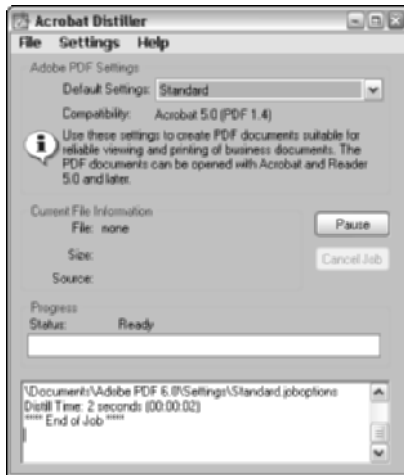 Acrobat Distiller
File Settings Help
Adobe PDF Settings
Default Settings: Standard
Compatibility: Acrobat 5.0 (PDF 1.4)
Use these settings to create PDF documents suitable for
reliable viewing and printing of business documents. The
PDF documents can be opened with Acrobat and Reader
5.0 and later.
Current File Information
File: none
Pause
Size:
Cancel Job
Source:
Progress
Status: Ready
\Documents\Adobe PDF 6.0\Settings\Standard.joboptions
Distill Time: 2 seconds (00:00:02)
**** End of Job ****